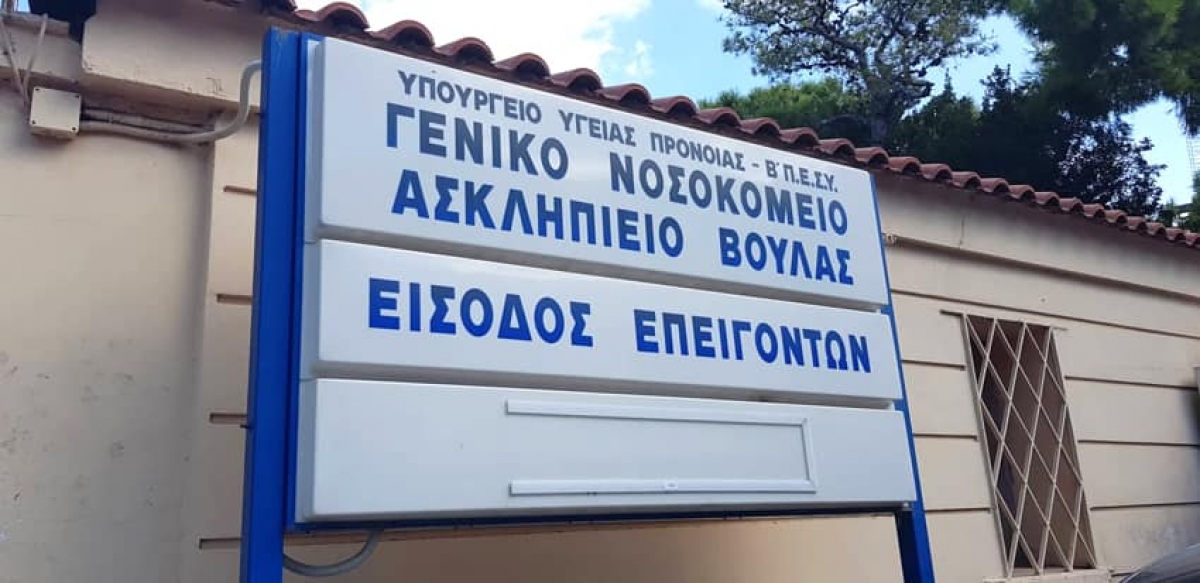 ΥΠΟΥΡΓΕΙΟ ΥΓΕΙΑΣ ΠΡΟΝΟΙΑΣ - Β΄ Π.Ε.Σ.Υ.
ΓΕΝΙΚΟ ΝΟΣΟΚΟΜΕΙΟ
ΑΣΚΛΗΠΙΕΙΟ ΒΟΥΛΑΣ
ΕΙΣΟΔΟΣ ΕΠΕΙΓΟΝΤΩΝ